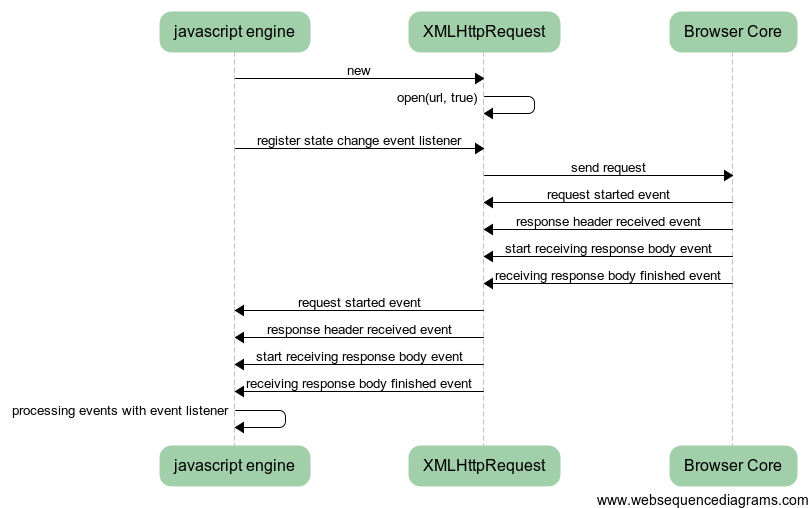 javascript engine
XMLHttpRequest
Browser Core
new
open(url, true)
register state change event listener
send request
request started event
response header received event
start receiving response body event
receiving response body finished event
request started event
response header received event
start receiving response body event
receiving response body finished event
processing events with event listener
javascript engine
XMLHttpRequest
Browser Core
www.websequencediagrams.com